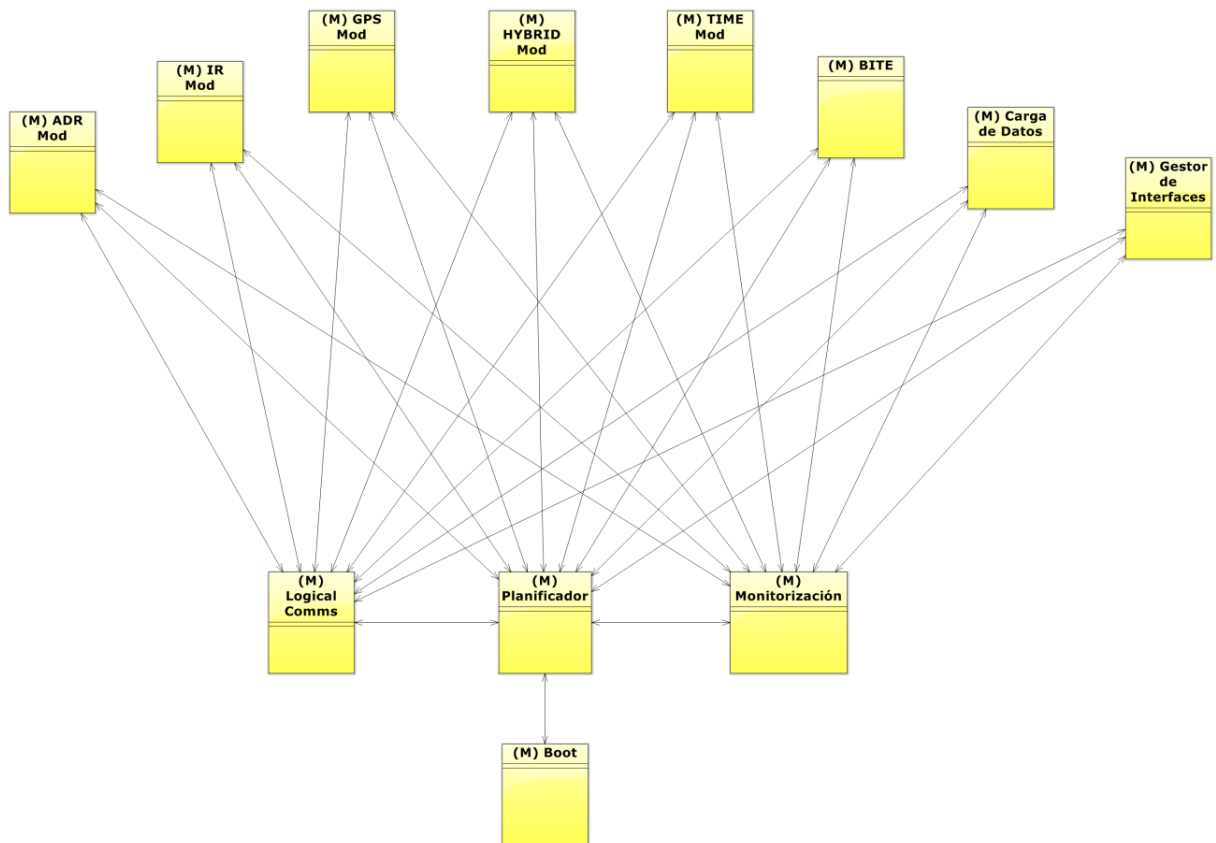 (M) GPS
Mod
(M)
HYBRID
Mod
(M) TIME
Mod
(M) BITE
(M) IR
Mod
(M) ADR
Mod
(M) Carga
de Datos
(M) Gestor
de
Interfaces
(M)
Logical
Comms
(M)
Planificador
(M)
Monitorización
(M) Boot